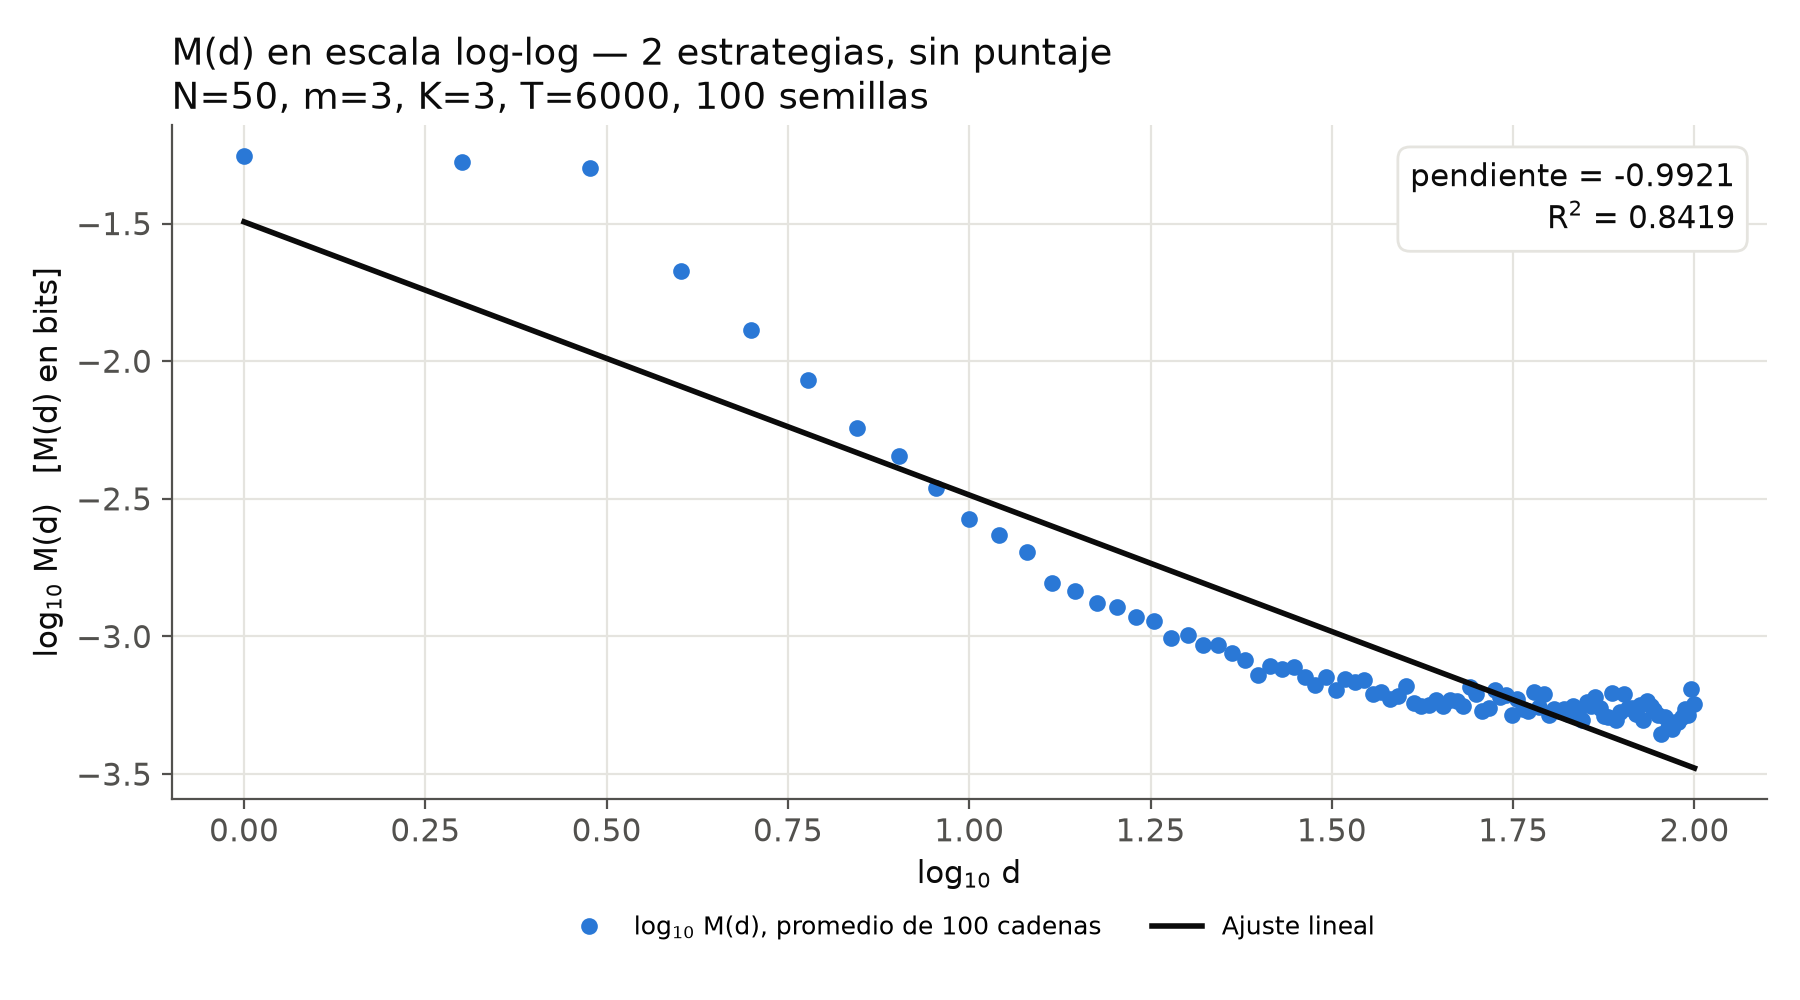 M(d) en escala log-log — 2 estrategias, sin puntaje
N=50, m=3, K=3, T=6000, 100 semillas
pendiente = -0.9921
R² = 0.8419
log₁₀ M(d)   [M(d) en bits]
−1.5
−2.0
−2.5
−3.0
−3.5
0.00 0.25 0.50 0.75 1.00 1.25 1.50 1.75 2.00
log₁₀ d
log₁₀ M(d), promedio de 100 cadenas
Ajuste lineal